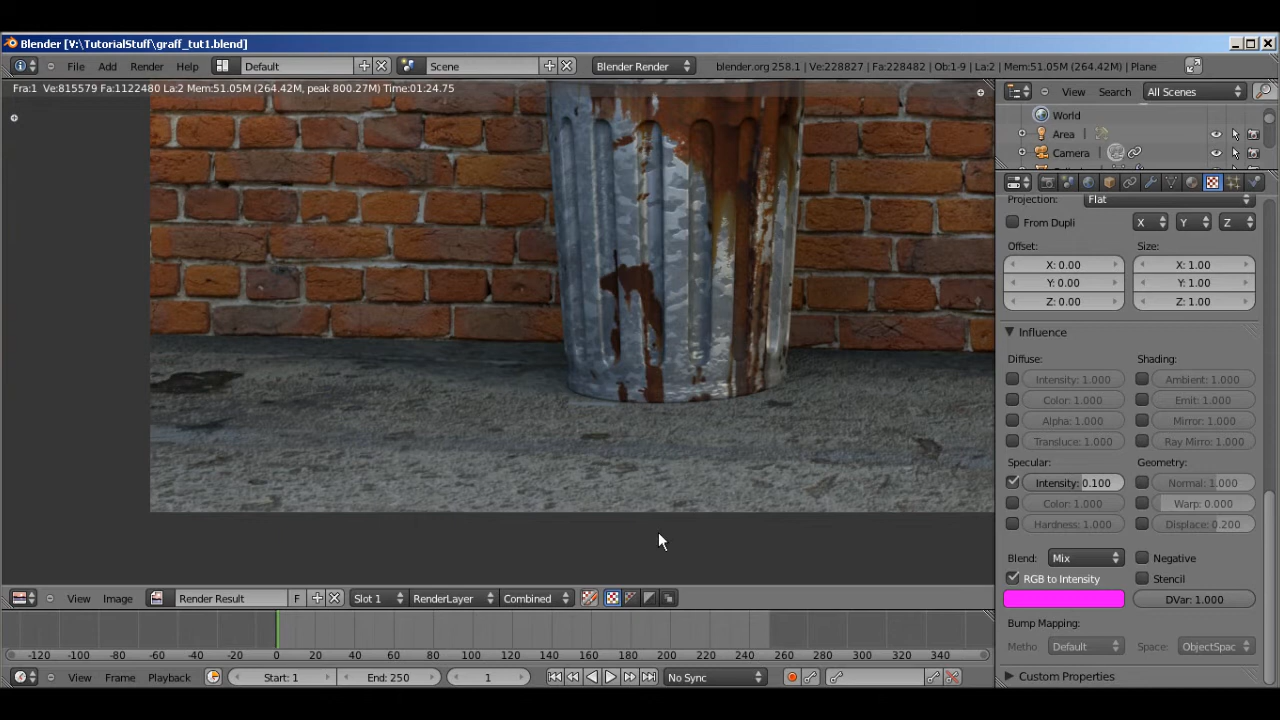 Blender [V:\TutorialStuff\graff_tut1.blend]
File Add Render Help Default Scene Blender Render blender.org 258.1 | Ve:228827 | Fa:228482 | Ob:1-9 | La:2 | Mem:51.05M (264.42M) | Plane
Fra:1 Ve:815579 Fa:1122480 La:2 Mem:51.05M (264.42M, peak 800.27M) Time:01:24.75
View Search All Scenes
World
Area
Camera
Projection: Flat
From Dupli X Y Z
Offset: Size:
X: 0.00 X: 1.00
Y: 0.00 Y: 1.00
Z: 0.00 Z: 1.00
Influence
Diffuse: Shading:
Intensity: 1.000 Ambient: 1.000
Color: 1.000 Emit: 1.000
Alpha: 1.000 Mirror: 1.000
Transluce: 1.000 Ray Mirro: 1.000
Specular: Geometry:
Intensity: 0.100 Normal: 1.000
Color: 1.000 Warp: 0.000
Hardness: 1.000 Displace: 0.200
Blend: Mix Negative
RGB to Intensity Stencil
DVar: 1.000
Bump Mapping:
Metho Default Space: ObjectSpac
Custom Properties
View Image Render Result F Slot 1 RenderLayer Combined
-120 -100 -80 -60 -40 -20 0 20 40 60 80 100 120 140 160 180 200 220 240 260 280 300 320 340
View Frame Playback Start: 1 End: 250 1 No Sync